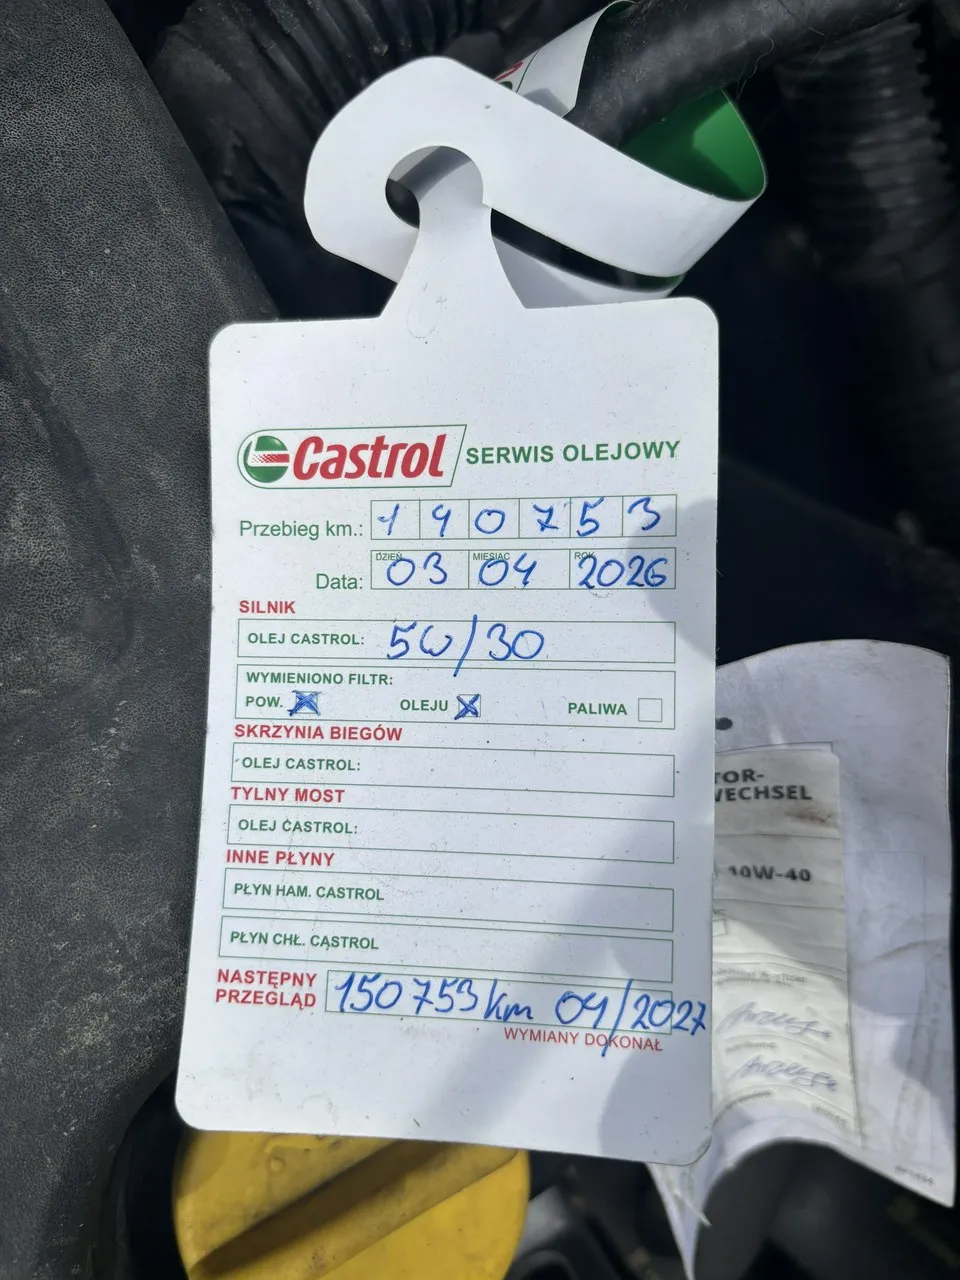 Castrol SERWIS OLEJOWY
Przebieg km.: 140753
DZIEŃ MIESIĄC ROK
Data: 03 04 2026
SILNIK
OLEJ CASTROL: 5W/30
WYMIENIONO FILTR:
POW. OLEJU PALIWA
SKRZYNIA BIEGÓW
OLEJ CASTROL:
TYLNY MOST
OLEJ CASTROL:
INNE PŁYNY
PŁYN HAM. CASTROL
PŁYN CHŁ. CASTROL
NASTĘPNY PRZEGLĄD 150753km 04/2027
WYMIANY DOKONAŁ
TOR-
WECHSEL
10W-40